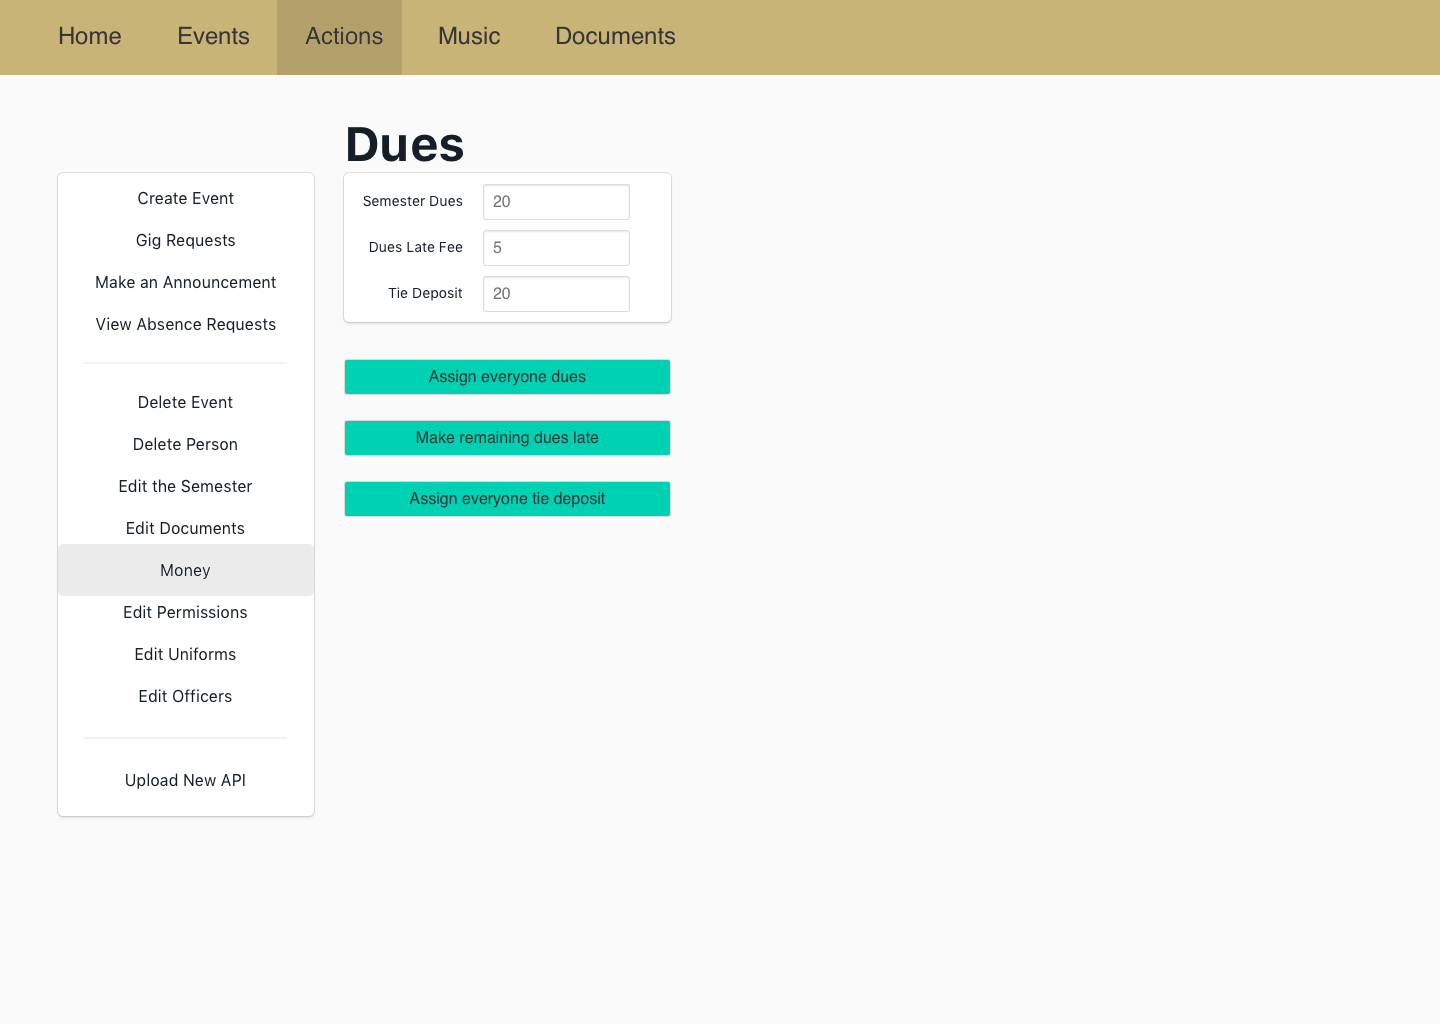 Home Events Actions Music Documents
Dues
Create Event
Gig Requests
Make an Announcement
View Absence Requests
Delete Event
Delete Person
Edit the Semester
Edit Documents
Money
Edit Permissions
Edit Uniforms
Edit Officers
Upload New API
Semester Dues 20
Dues Late Fee 5
Tie Deposit 20
Assign everyone dues
Make remaining dues late
Assign everyone tie deposit